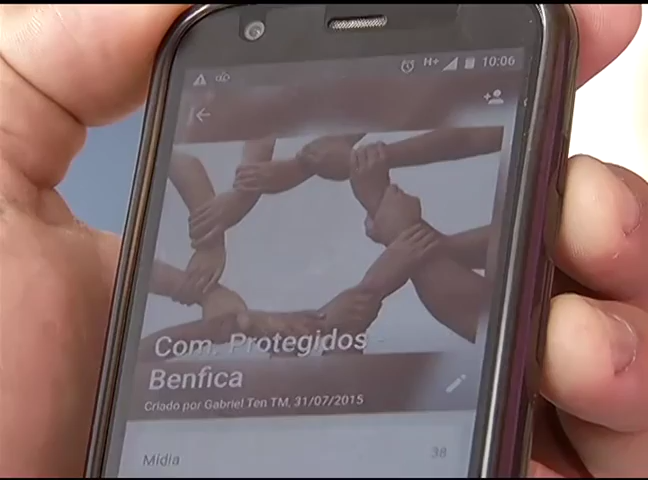 H+ 10:06
Com. Protegidos -
Benfica
Criado por Gabriel Ten TM, 31/07/2015
Mídia 38